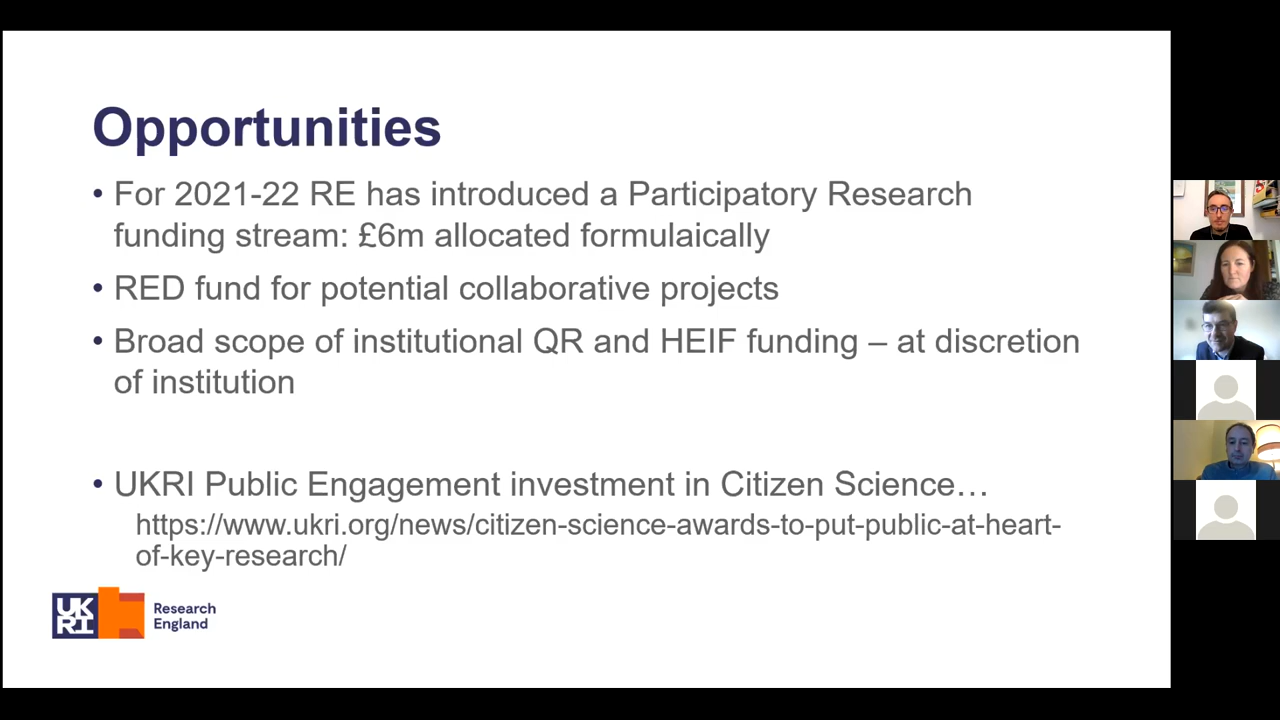 Opportunities
• For 2021-22 RE has introduced a Participatory Research
funding stream: £6m allocated formulaically
• RED fund for potential collaborative projects
• Broad scope of institutional QR and HEIF funding – at discretion
of institution
• UKRI Public Engagement investment in Citizen Science…
https://www.ukri.org/news/citizen-science-awards-to-put-public-at-heart-
of-key-research/
UK
RI
Research
England